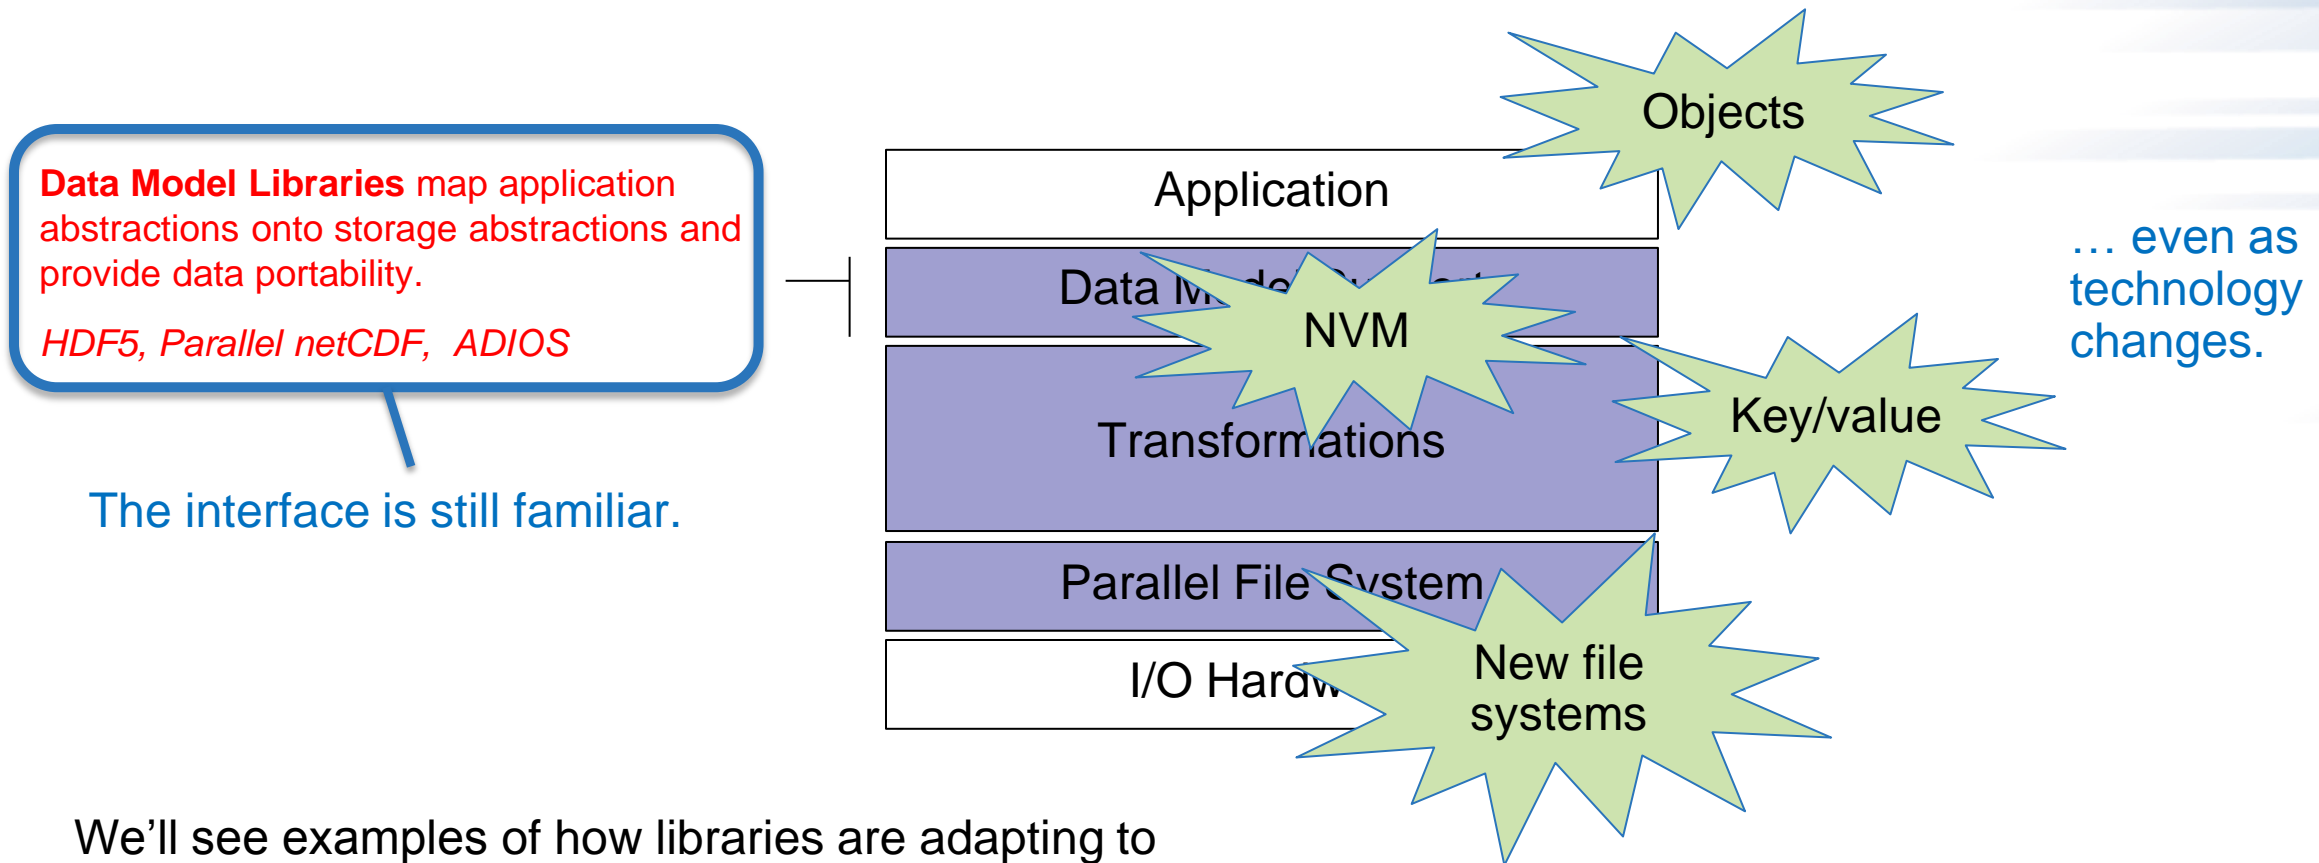 Objects
Data Model Libraries map application
abstractions onto storage abstractions and
provide data portability.
HDF5, Parallel netCDF, ADIOS
The interface is still familiar.
Application
Data
NVM
Transformations
Key/value
Parallel File System
I/O
New file
systems
… even as
technology
changes.
We’ll see examples of how libraries are adapting to